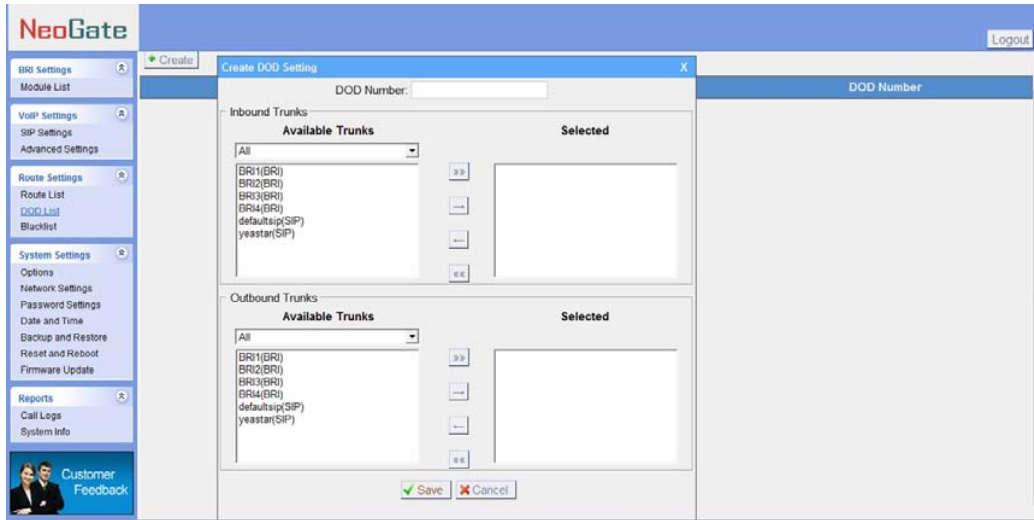 NeoGate
Logout
BRI Settings
Module List
VoIP Settings
SIP Settings
Advanced Settings
Route Settings
Route List
DOD List
Blacklist
System Settings
Options
Network Settings
Password Settings
Date and Time
Backup and Restore
Reset and Reboot
Firmware Update
Reports
Call Logs
System Info
Customer
Feedback
Create
DOD Number
Create DOD Setting X
DOD Number:
Inbound Trunks
Available Trunks Selected
All
BRI1(BRI)
BRI2(BRI)
BRI3(BRI)
BRI4(BRI)
defaultsip(SIP)
yeastar(SIP)
Outbound Trunks
Available Trunks Selected
All
BRI1(BRI)
BRI2(BRI)
BRI3(BRI)
BRI4(BRI)
defaultsip(SIP)
yeastar(SIP)
Save Cancel